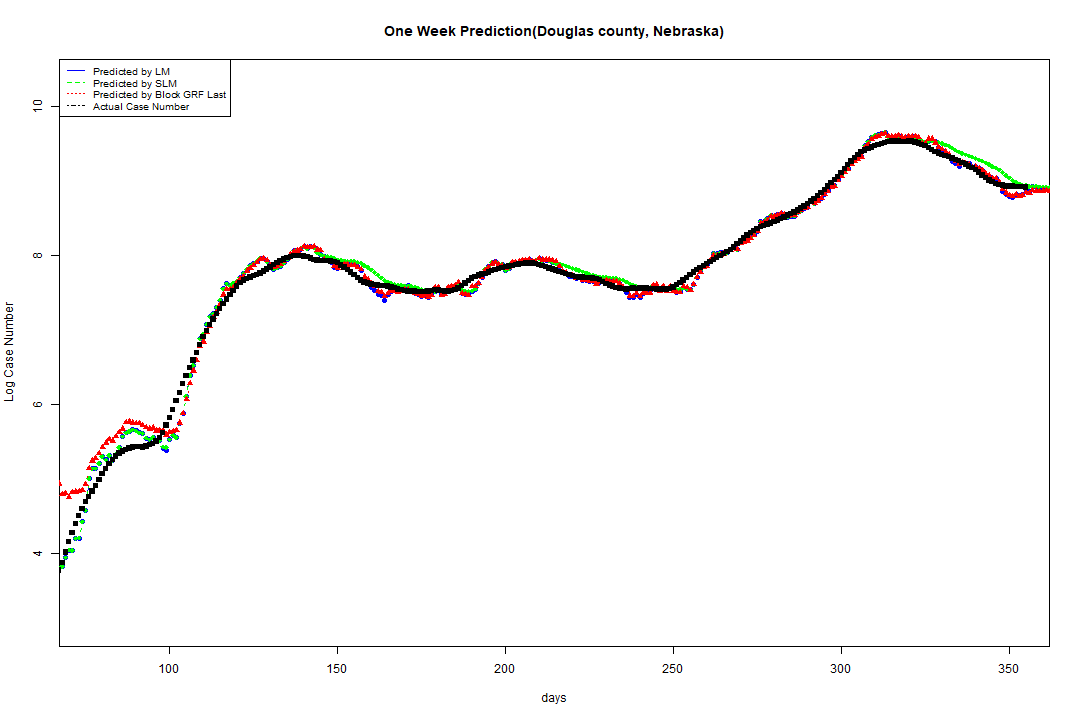 One Week Prediction(Douglas county, Nebraska)
Predicted by LM
Predicted by SLM
Predicted by Block GRF Last
Actual Case Number
10
8
6
4
Log Case Number
100 150 200 250 300 350
days